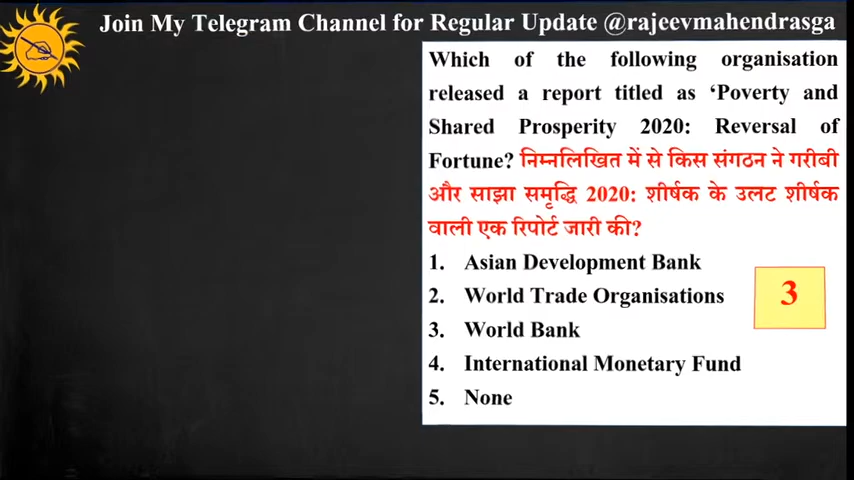 Join My Telegram Channel for Regular Update @rajeevmahendrasga
Which of the following organisation
released a report titled as ‘Poverty and
Shared Prosperity 2020: Reversal of
Fortune? निम्नलिखित में से किस संगठन ने गरीबी
और साझा समृद्धि 2020: शीर्षक के उलट शीर्षक
वाली एक रिपोर्ट जारी की?
1. Asian Development Bank
2. World Trade Organisations
3. World Bank
4. International Monetary Fund
5. None
3